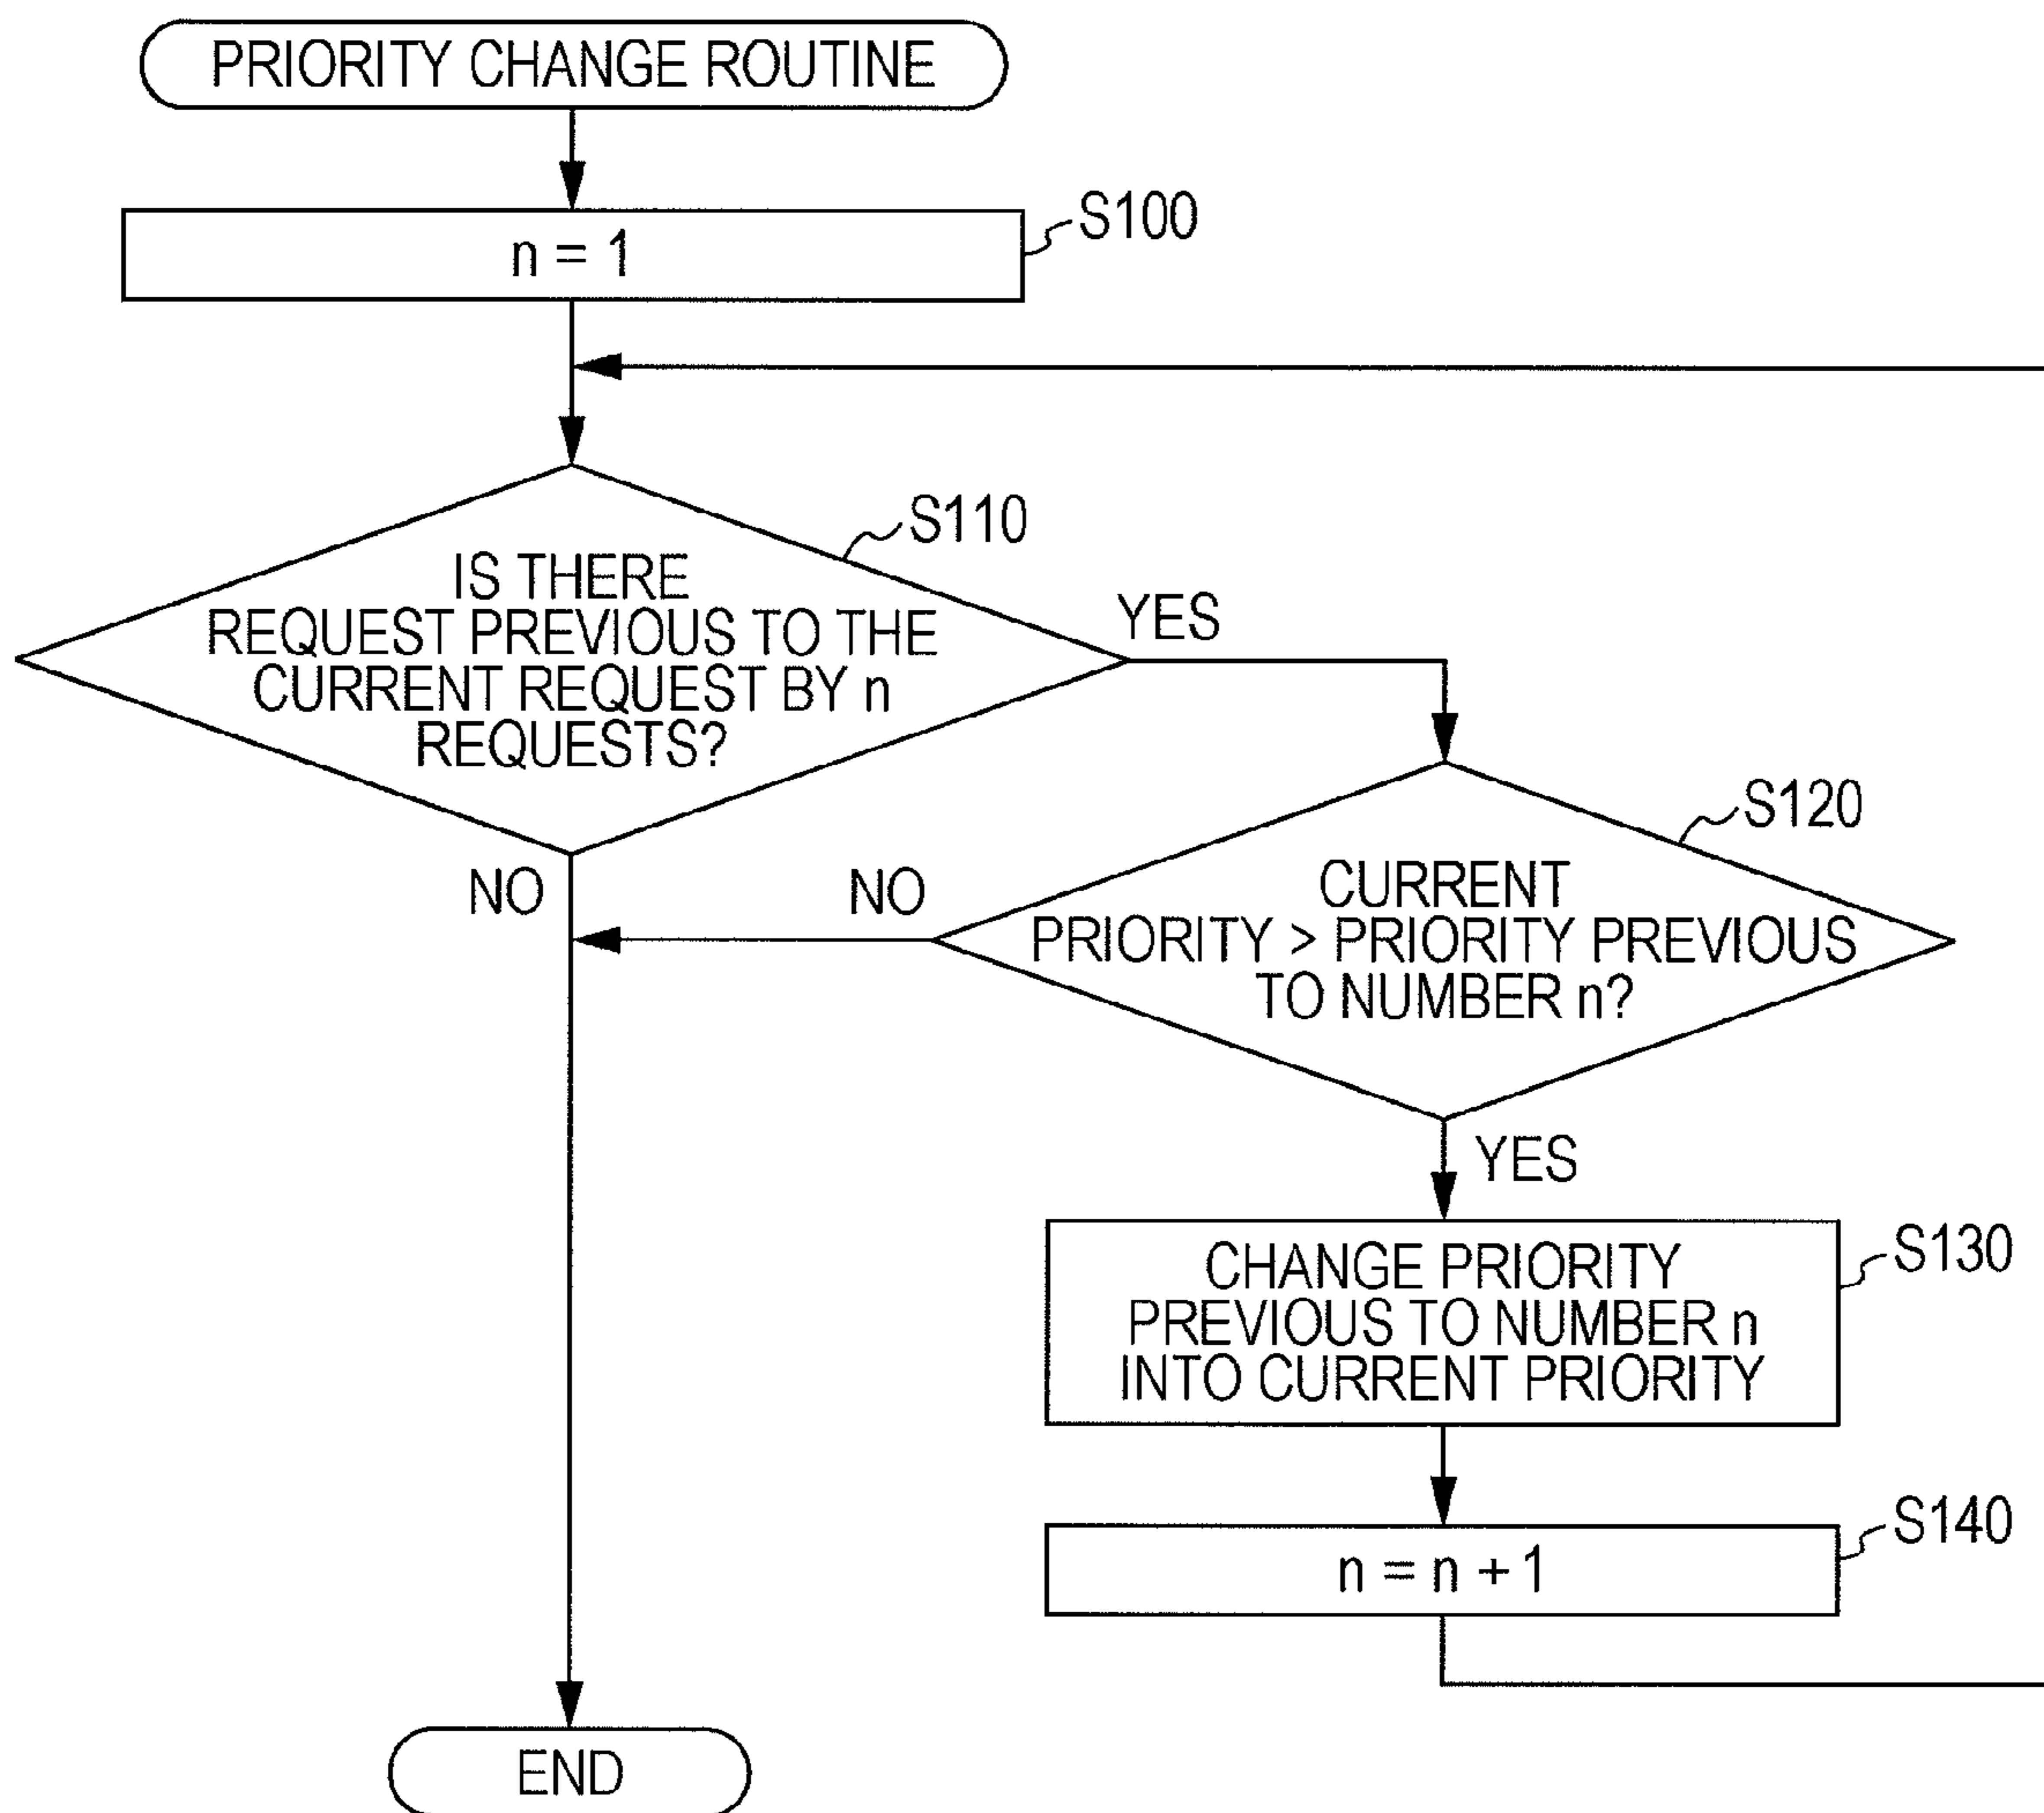 PRIORITY CHANGE ROUTINE
S100
n = 1
S110
IS THERE
REQUEST PREVIOUS TO THE
CURRENT REQUEST BY n
REQUESTS?
YES
NO
S120
CURRENT
PRIORITY > PRIORITY PREVIOUS
TO NUMBER n?
NO
YES
S130
CHANGE PRIORITY
PREVIOUS TO NUMBER n
INTO CURRENT PRIORITY
S140
n = n + 1
END